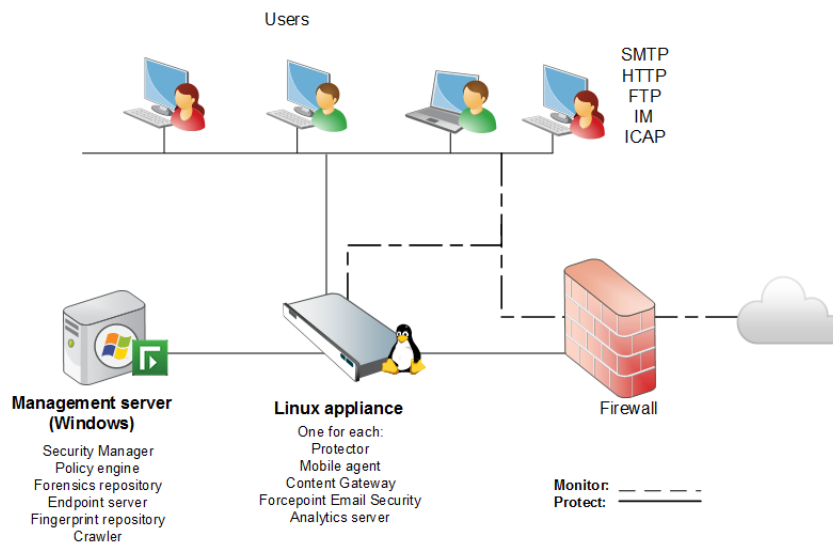 Users
SMTP
HTTP
FTP
IM
ICAP
Management server
(Windows)
Security Manager
Policy engine
Forensics repository
Endpoint server
Fingerprint repository
Crawler
Linux appliance
One for each:
Protector
Mobile agent
Content Gateway
Forcepoint Email Security
Analytics server
Firewall
Monitor:
Protect: